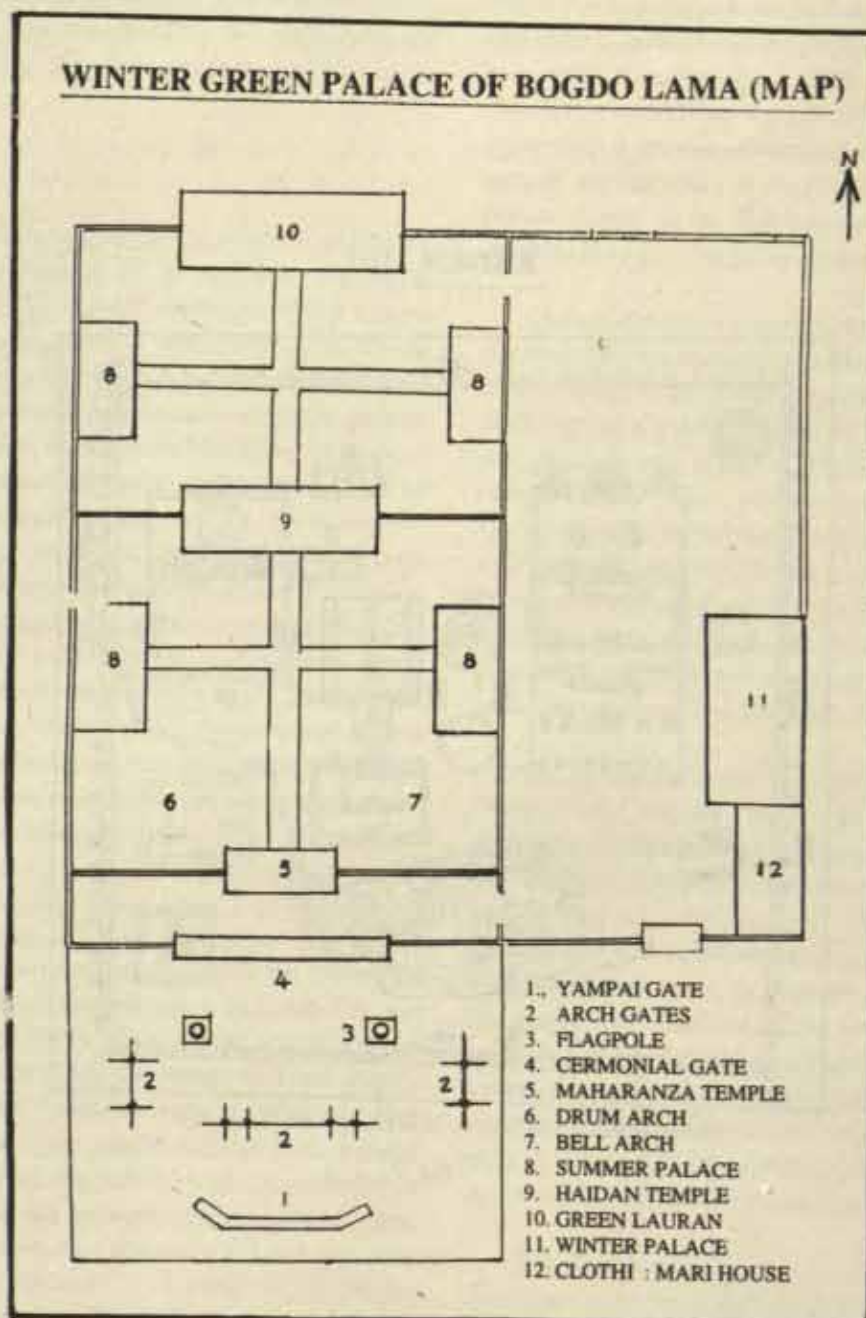 WINTER GREEN PALACE OF BOGDO LAMA (MAP)
N
10
8 8
9
8 8
11
6 7
5 12
4
3
2 2
2
1
1., YAMPAI GATE
2 ARCH GATES
3. FLAGPOLE
4. CERMONIAL GATE
5. MAHARANZA TEMPLE
6. DRUM ARCH
7. BELL ARCH
8. SUMMER PALACE
9. HAIDAN TEMPLE
10. GREEN LAURAN
11. WINTER PALACE
12. CLOTHI : MARI HOUSE